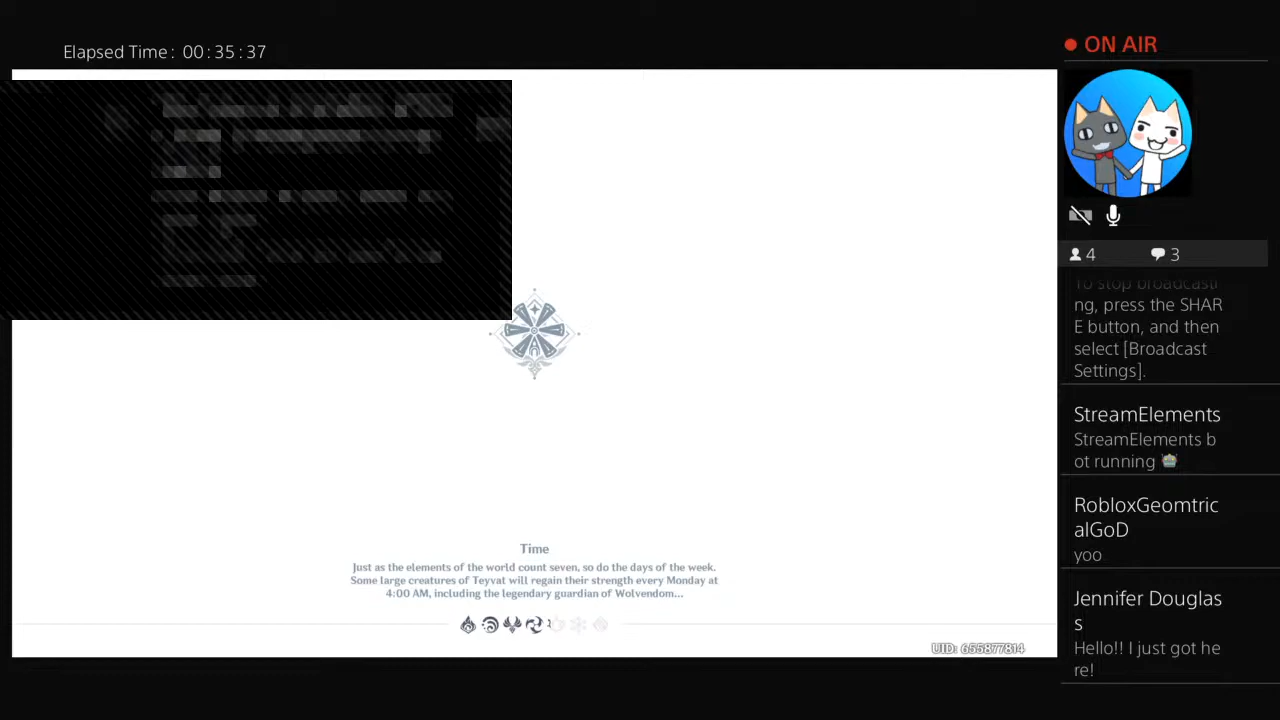 Elapsed Time: 00:35:37
ON AIR
4
3
To stop broadcasti
ng, press the SHAR
E button, and then
select [Broadcast
Settings].
StreamElements
StreamElements b
ot running
RobloxGeomtric
alGoD
yoo
Jennifer Douglas
s
Hello!! I just got he
re!
Time
Just as the elements of the world count seven, so do the days of the week.
Some large creatures of Teyvat will regain their strength every Monday at
4:00 AM, including the legendary guardian of Wolvendom...
UID: 655877814